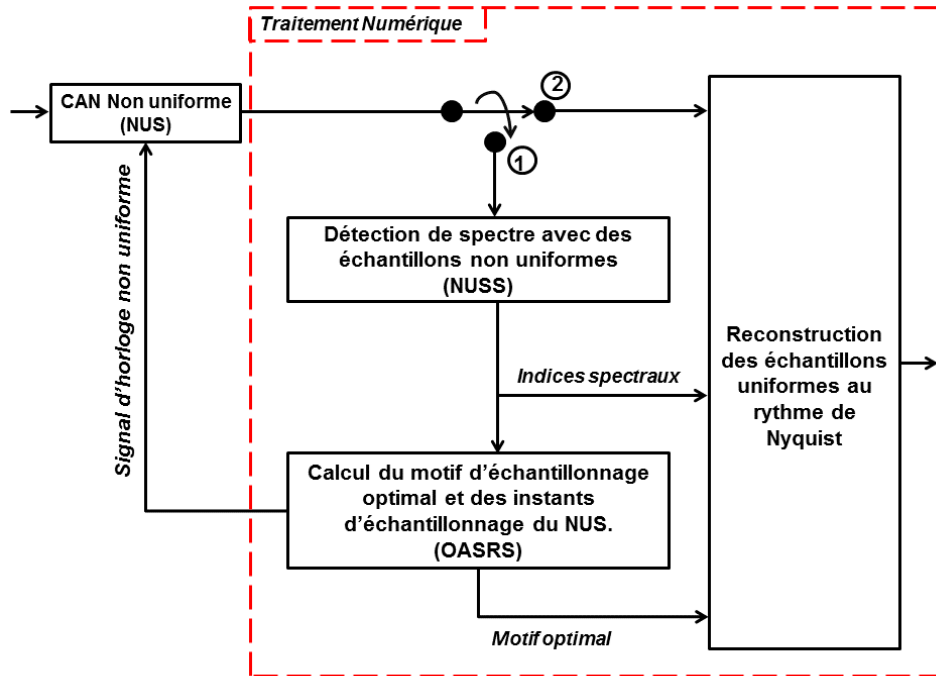 Traitement Numérique
CAN Non uniforme
(NUS)
2
1
Signal d'horloge non uniforme
Détection de spectre avec des
échantillons non uniformes
(NUSS)
Indices spectraux
Reconstruction
des échantillons
uniformes au
rythme de
Nyquist
Calcul du motif d'échantillonnage
optimal et des instants
d'échantillonnage du NUS.
(OASRS)
Motif optimal